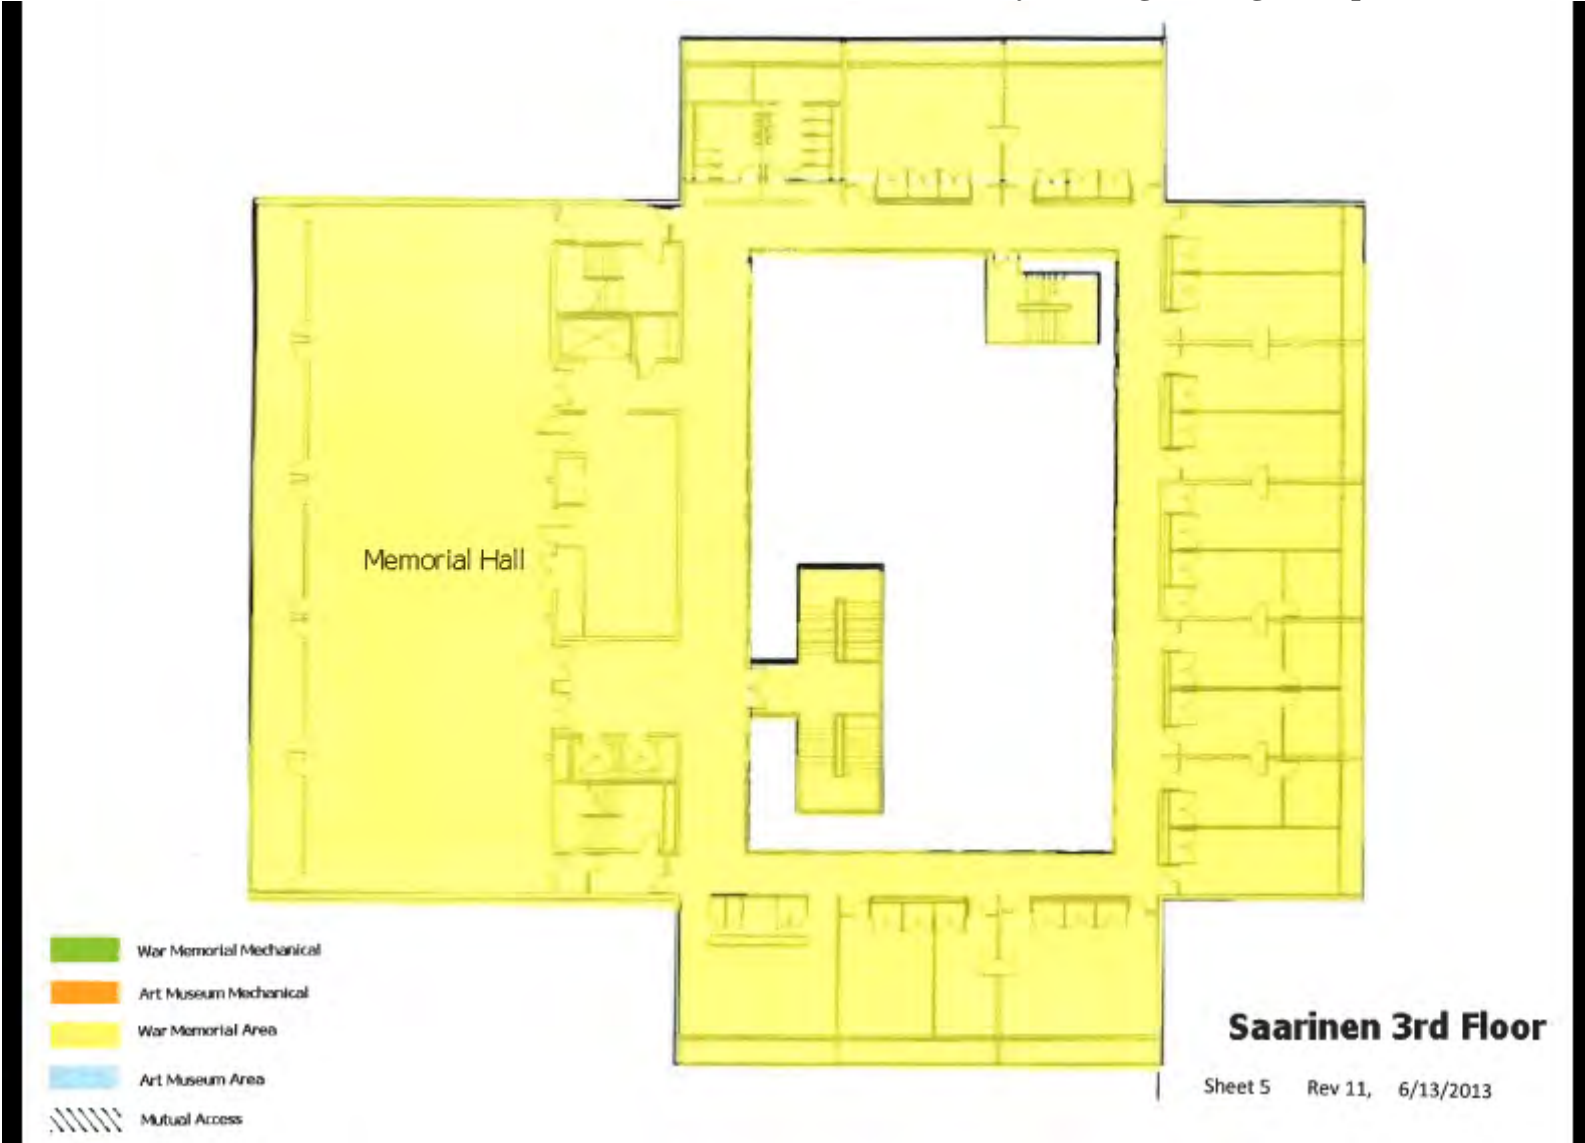 Memorial Hall
War Memorial Mechanical
Art Museum Mechanical
War Memorial Area
Art Museum Area
Mutual Access
Saarinen 3rd Floor
Sheet 5 Rev 11, 6/13/2013